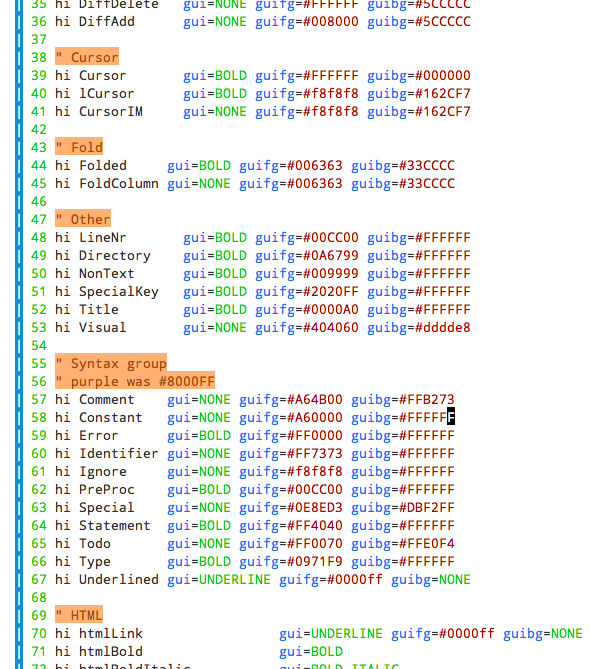 35 hi DiffDelete   gui=NONE guifg=#FFFFFF guibg=#5CCCCC
36 hi DiffAdd      gui=NONE guifg=#008000 guibg=#5CCCCC
37
38 " Cursor
39 hi Cursor       gui=BOLD guifg=#FFFFFF guibg=#000000
40 hi lCursor      gui=BOLD guifg=#f8f8f8 guibg=#162CF7
41 hi CursorIM     gui=NONE guifg=#f8f8f8 guibg=#162CF7
42
43 " Fold
44 hi Folded     gui=BOLD guifg=#006363 guibg=#33CCCC
45 hi FoldColumn gui=NONE guifg=#006363 guibg=#33CCCC
46
47 " Other
48 hi LineNr       gui=BOLD guifg=#00CC00 guibg=#FFFFFF
49 hi Directory    gui=BOLD guifg=#0A6799 guibg=#FFFFFF
50 hi NonText      gui=BOLD guifg=#009999 guibg=#FFFFFF
51 hi SpecialKey   gui=BOLD guifg=#2020FF guibg=#FFFFFF
52 hi Title        gui=BOLD guifg=#0000A0 guibg=#FFFFFF
53 hi Visual       gui=NONE guifg=#404060 guibg=#dddde8
54
55 " Syntax group
56 " purple was #8000FF
57 hi Comment    gui=NONE guifg=#A64B00 guibg=#FFB273
58 hi Constant   gui=NONE guifg=#A60000 guibg=#FFFFFF
59 hi Error      gui=BOLD guifg=#FF0000 guibg=#FFFFFF
60 hi Identifier gui=NONE guifg=#FF7373 guibg=#FFFFFF
61 hi Ignore     gui=NONE guifg=#f8f8f8 guibg=#FFFFFF
62 hi PreProc    gui=BOLD guifg=#00CC00 guibg=#FFFFFF
63 hi Special    gui=NONE guifg=#0E8ED3 guibg=#DBF2FF
64 hi Statement  gui=BOLD guifg=#FF4040 guibg=#FFFFFF
65 hi Todo       gui=NONE guifg=#FF0070 guibg=#FFE0F4
66 hi Type       gui=BOLD guifg=#0971F9 guibg=#FFFFFF
67 hi Underlined gui=UNDERLINE guifg=#0000ff guibg=NONE
68
69 " HTML
70 hi htmlLink                 gui=UNDERLINE guifg=#0000ff guibg=NONE
71 hi htmlBold                 gui=BOLD
72 hi htmlBoldItalic           gui=BOLD,ITALIC